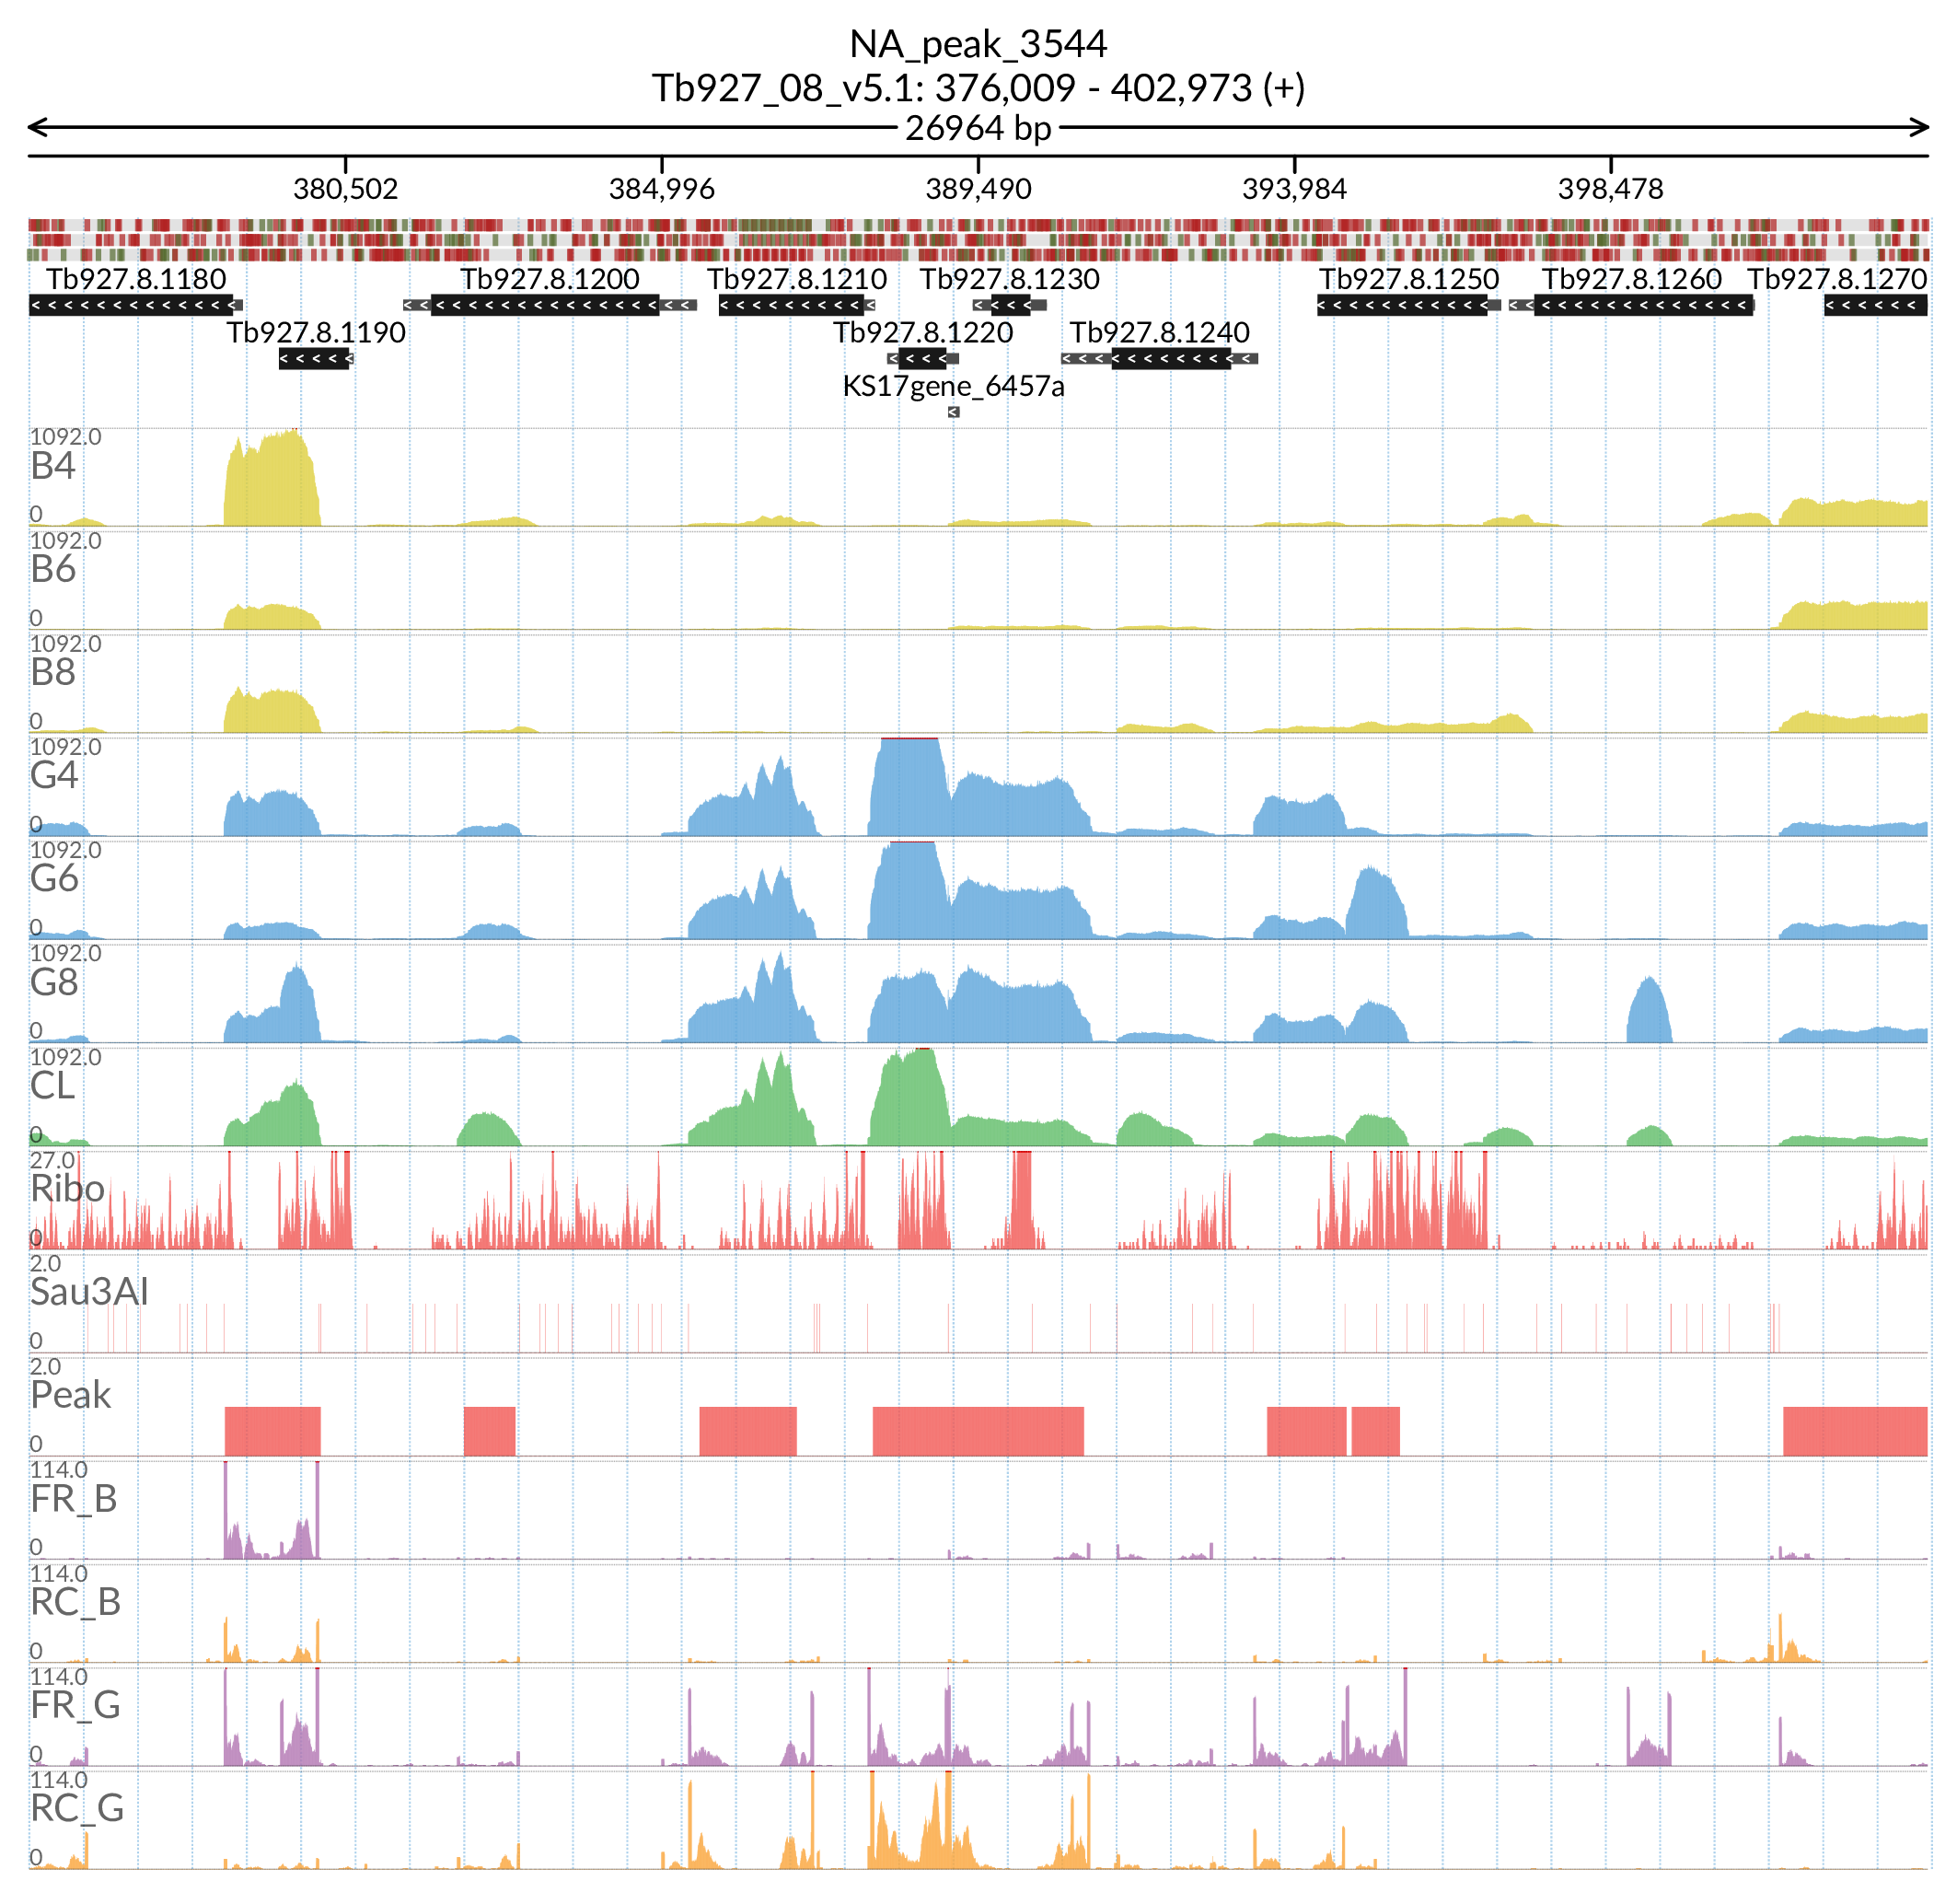 NA_peak_3544
Tb927_08_v5.1: 376,009 - 402,973 (+)
26964 bp
380,502 384,996 389,490 393,984 398,478
Tb927.8.1180 Tb927.8.1200 Tb927.8.1210 Tb927.8.1230 Tb927.8.1250 Tb927.8.1260 Tb927.8.1270
Tb927.8.1190 Tb927.8.1220 Tb927.8.1240
KS17gene_6457a
1092.0
B4
0
1092.0
B6
0
1092.0
B8
0
1092.0
G4
0
1092.0
G6
0
1092.0
G8
0
1092.0
CL
0
27.0
Ribo
0
2.0
Sau3AI
0
2.0
Peak
0
114.0
FR_B
0
114.0
RC_B
0
114.0
FR_G
0
114.0
RC_G
0